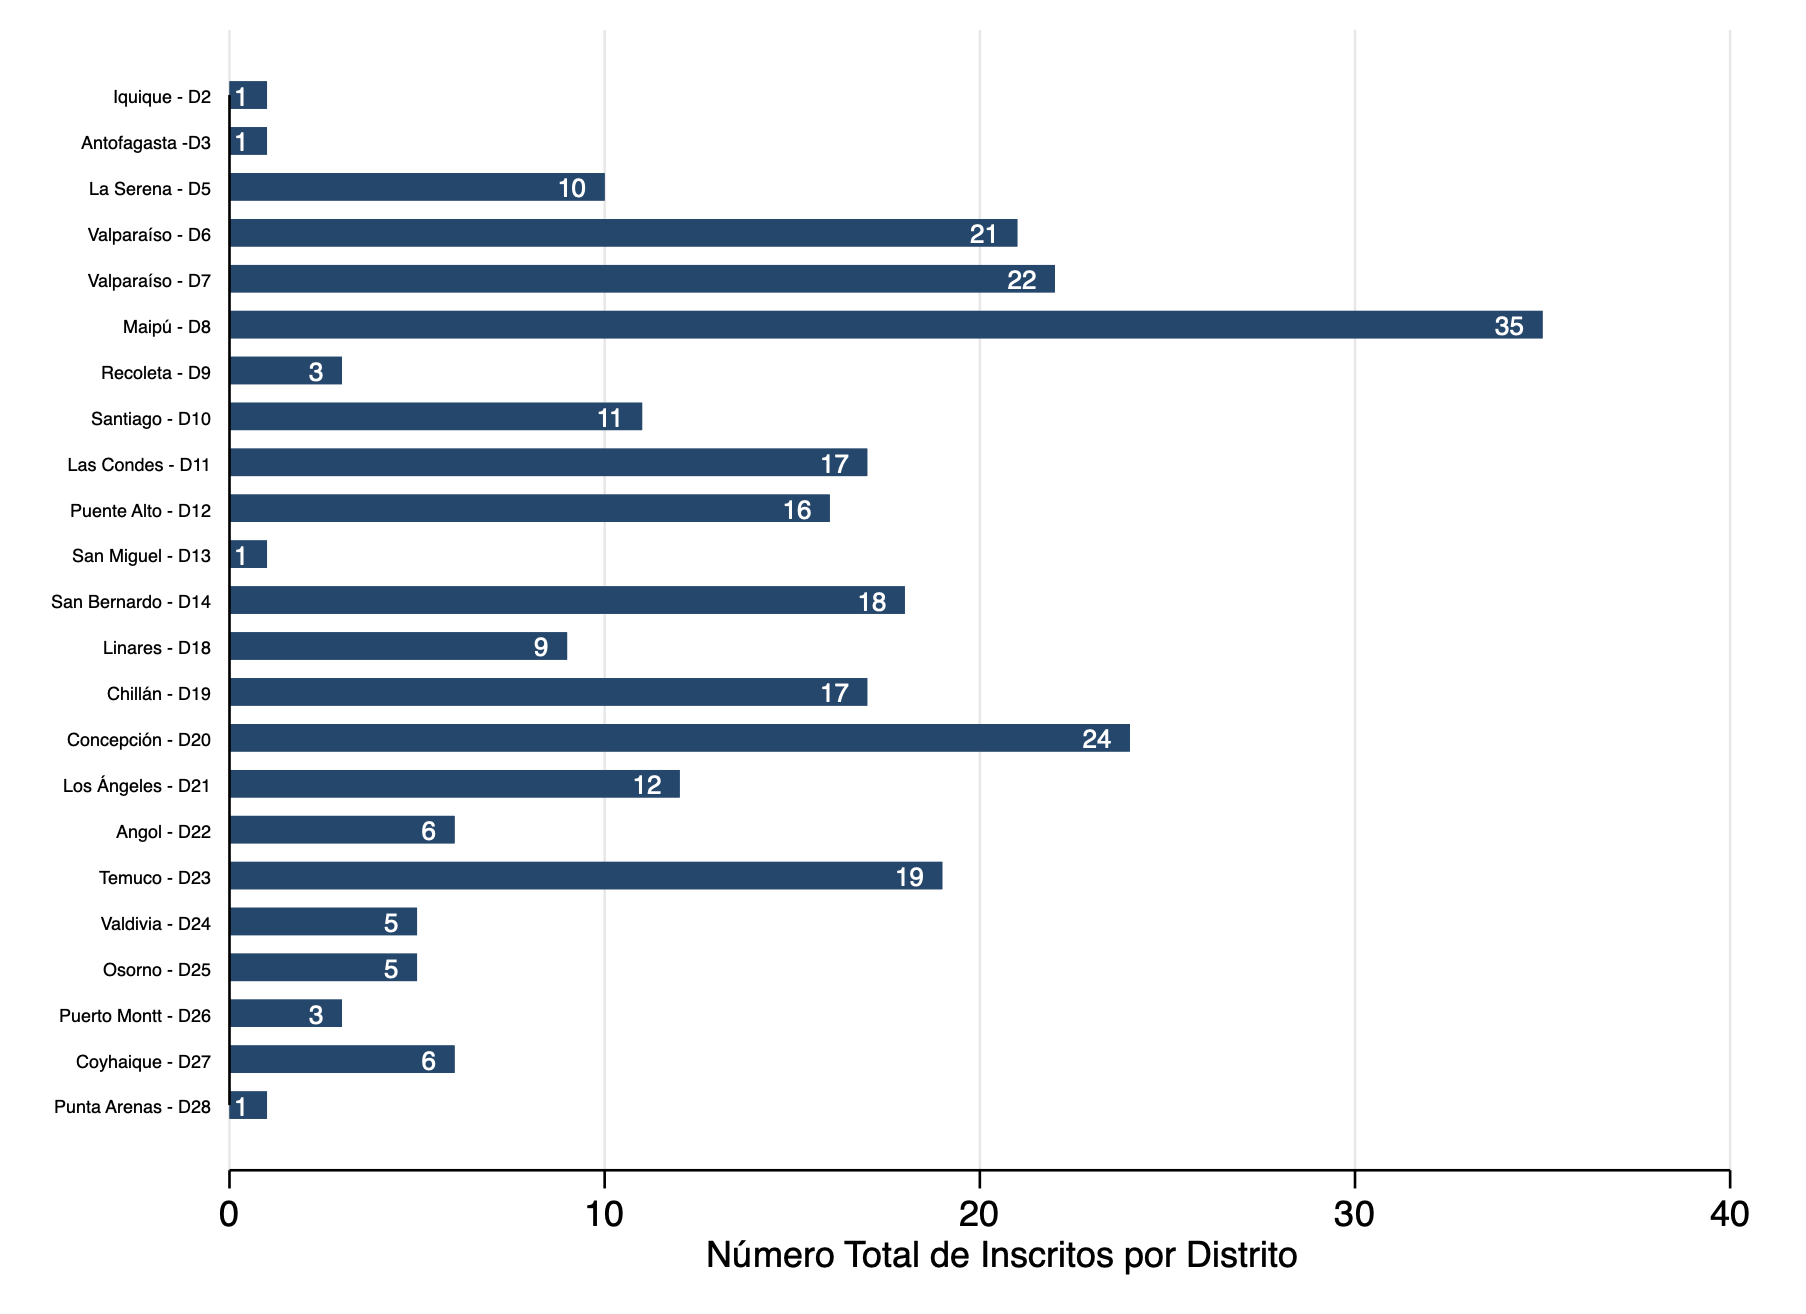 Iquique - D2 1
Antofagasta -D3 1
La Serena - D5 10
Valparaíso - D6 21
Valparaíso - D7 22
Maipú - D8 35
Recoleta - D9 3
Santiago - D10 11
Las Condes - D11 17
Puente Alto - D12 16
San Miguel - D13 1
San Bernardo - D14 18
Linares - D18 9
Chillán - D19 17
Concepción - D20 24
Los Ángeles - D21 12
Angol - D22 6
Temuco - D23 19
Valdivia - D24 5
Osorno - D25 5
Puerto Montt - D26 3
Coyhaique - D27 6
Punta Arenas - D28 1
0 10 20 30 40
Número Total de Inscritos por Distrito